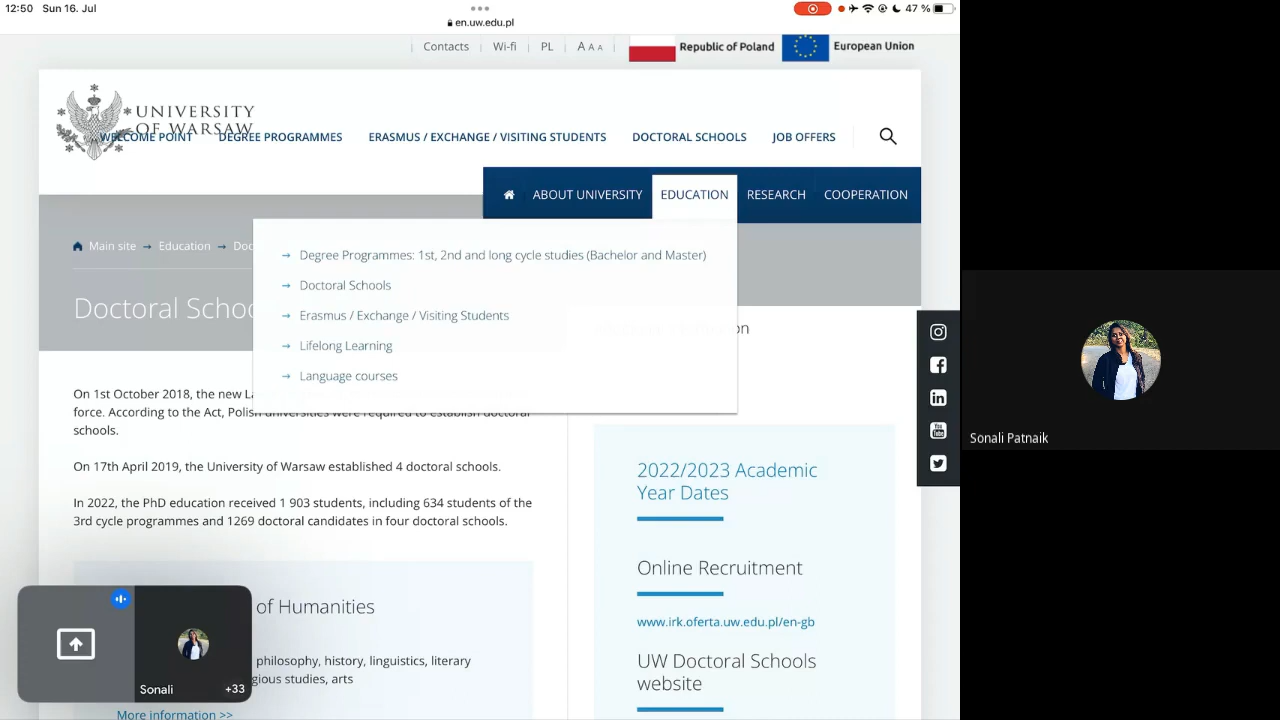 12:50 Sun 16. Jul
47 %
en.uw.edu.pl
Contacts
Wi-fi
PL
A A A
Republic of Poland
European Union
UNIVERSITY
OF WARSAW
WELCOME POINT
DEGREE PROGRAMMES
ERASMUS / EXCHANGE / VISITING STUDENTS
DOCTORAL SCHOOLS
JOB OFFERS
ABOUT UNIVERSITY
EDUCATION
RESEARCH
COOPERATION
Main site → Education → Doc
→ Degree Programmes: 1st, 2nd and long cycle studies (Bachelor and Master)
→ Doctoral Schools
→ Erasmus / Exchange / Visiting Students
→ Lifelong Learning
→ Language courses
Doctoral Schoo
On 1st October 2018, the new La
force. According to the Act, Polish universities were required to establish doctoral
schools.
On 17th April 2019, the University of Warsaw established 4 doctoral schools.
In 2022, the PhD education received 1 903 students, including 634 students of the
3rd cycle programmes and 1269 doctoral candidates in four doctoral schools.
of Humanities
philosophy, history, linguistics, literary
gious studies, arts
More information >>
2022/2023 Academic
Year Dates
Online Recruitment
www.irk.oferta.uw.edu.pl/en-gb
UW Doctoral Schools
website
You
Tube
Sonali
+33
Sonali Patnaik